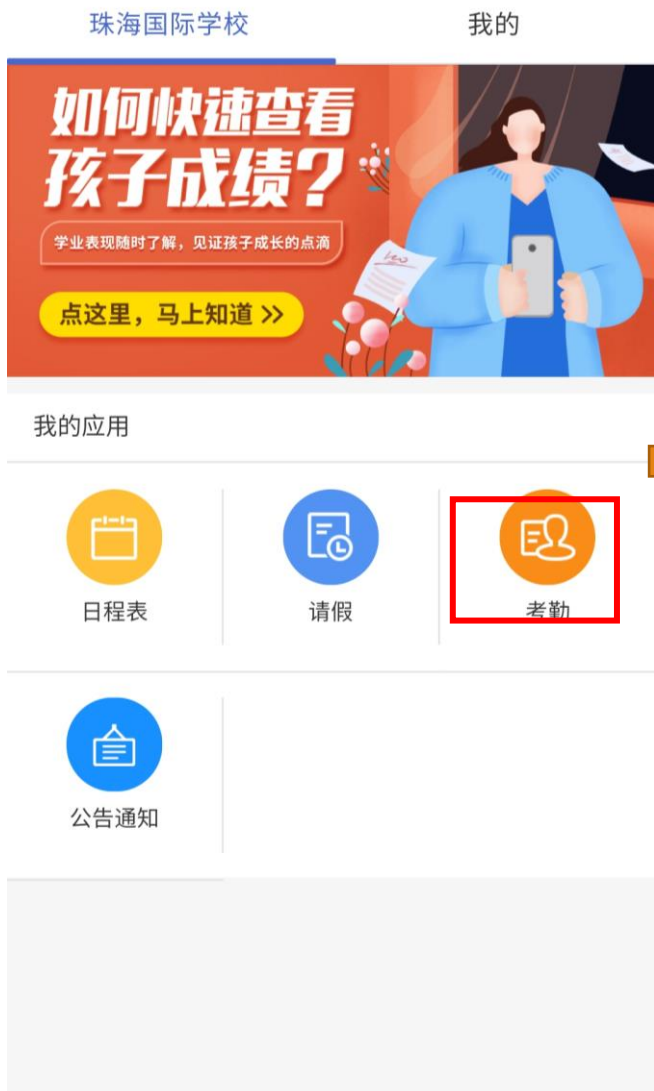 珠海国际学校
我的
如何快速查看
孩子成绩?
学业表现随时了解，见证孩子成长的点滴
点这里，马上知道 >>
我的应用
日程表
请假
考勤
公告通知